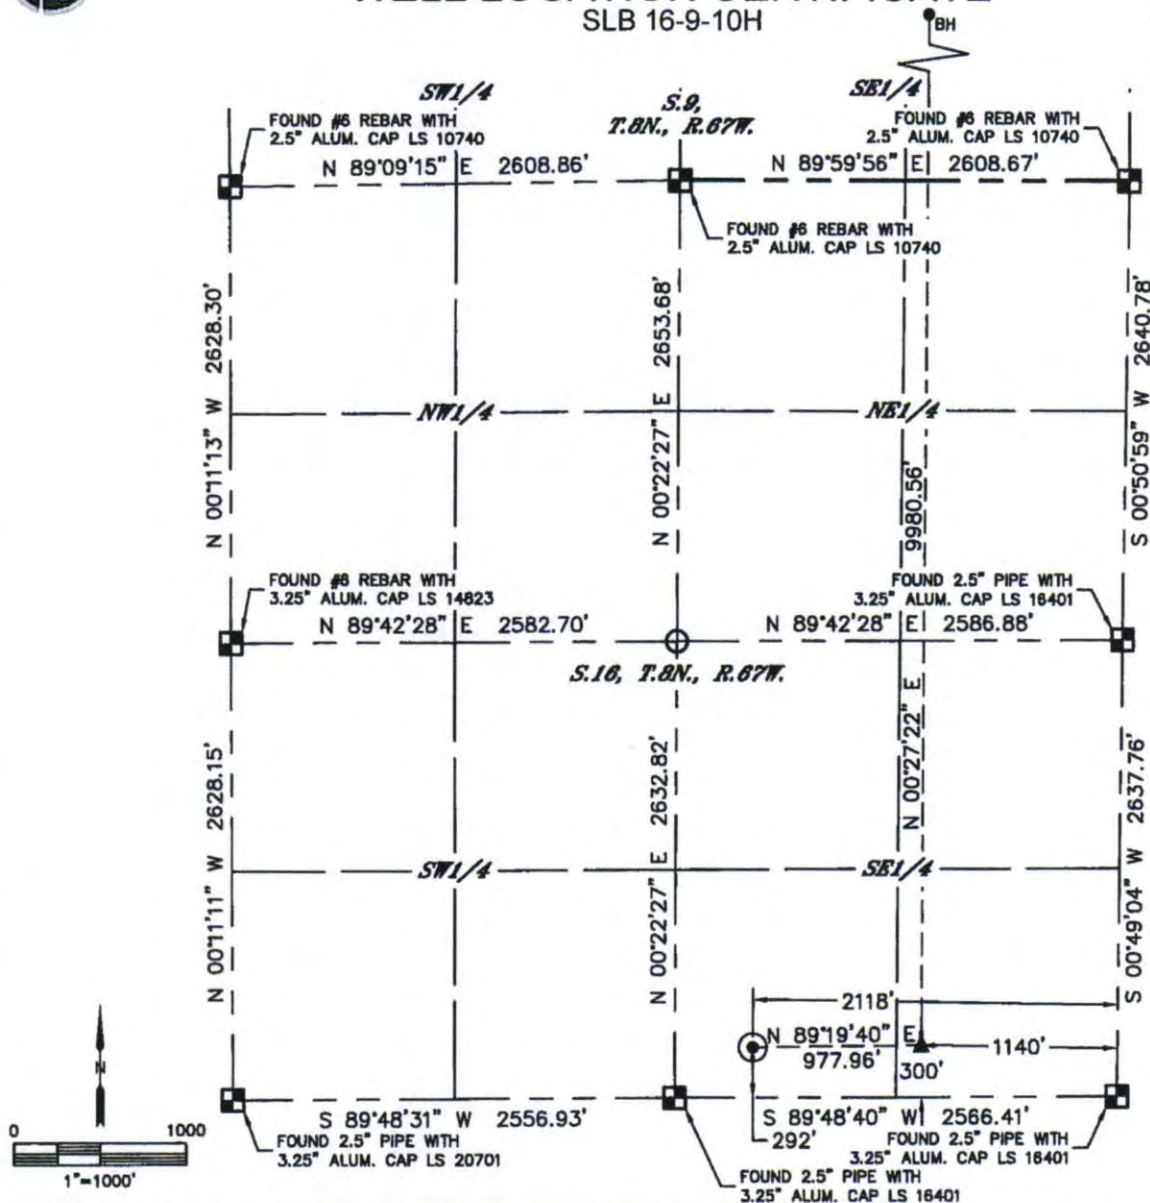 SLB 16-9-10H
BH
SW1/4
S.9,
T.8N., R.67W.
SE1/4
FOUND #6 REBAR WITH
2.5" ALUM. CAP LS 10740
FOUND #6 REBAR WITH
2.5" ALUM. CAP LS 10740
N 89°09'15" E 2608.86'
N 89°59'56" E 2608.67'
FOUND #6 REBAR WITH
2.5" ALUM. CAP LS 10740
N 00°11'13" W 2628.30'
N 00°22'27" E 2653.68'
S 00°50'59" W 2640.78'
NW1/4
NE1/4
9980.56'
FOUND #6 REBAR WITH
3.25" ALUM. CAP LS 14823
FOUND 2.5" PIPE WITH
3.25" ALUM. CAP LS 16401
N 89°42'28" E 2582.70'
N 89°42'28" E 2586.88'
S.16, T.8N., R.67W.
N 00°27'22" E
N 00°11'11" W 2628.15'
N 00°22'27" E 2632.82'
S 00°49'04" W 2637.76'
SW1/4
SE1/4
2118'
N 89°19'40" E
977.96'
1140'
300'
N
S 89°48'31" W 2556.93'
S 89°48'40" W 2566.41'
292'
0 1000
1"=1000'
FOUND 2.5" PIPE WITH
3.25" ALUM. CAP LS 20701
FOUND 2.5" PIPE WITH
3.25" ALUM. CAP LS 16401
FOUND 2.5" PIPE WITH
3.25" ALUM. CAP LS 16401